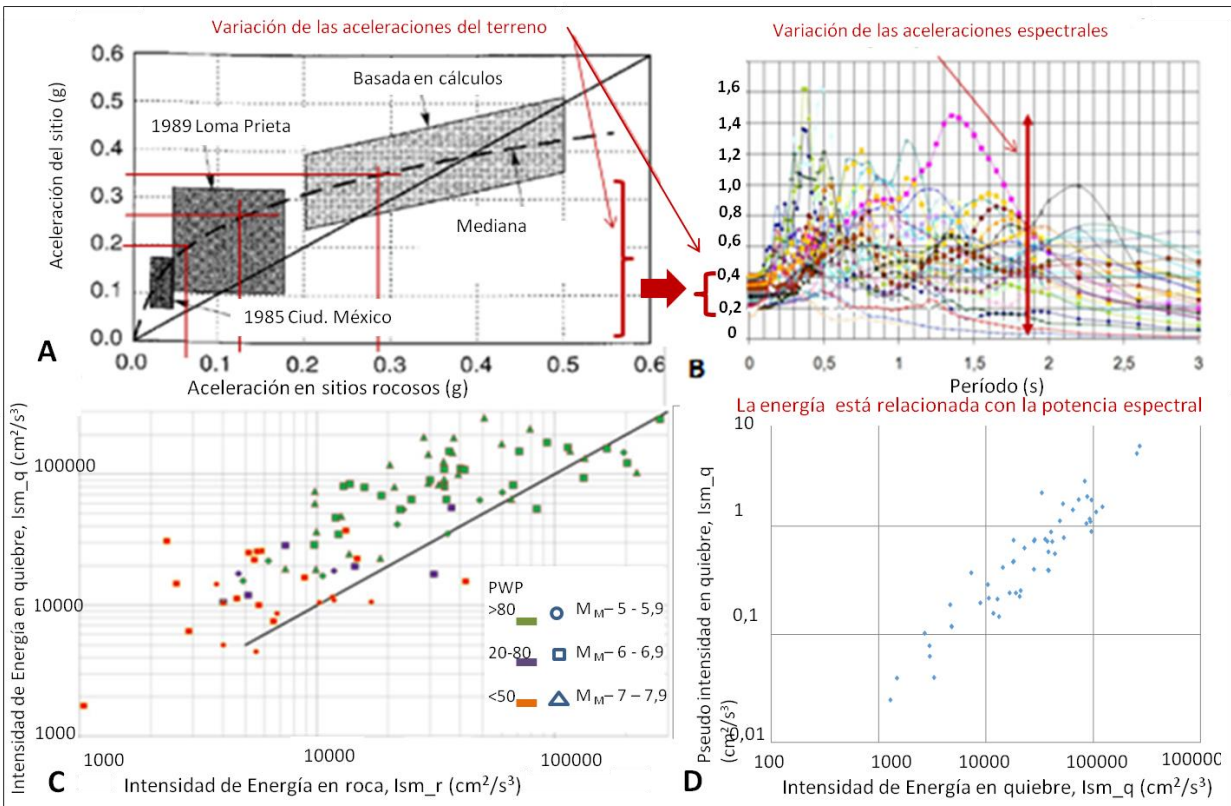 Variación de las aceleraciones del terreno
Variación de las aceleraciones espectrales
Aceleración del sitio (g)
0.6
0.5
0.4
0.3
0.2
0.1
0.0
Basada en cálculos
1989 Loma Prieta
Mediana
1985 Ciud. México
A
0.0 0.1 0.2 0.3 0.4 0.5 0.6
Aceleración en sitios rocosos (g)
1,6
1,4
1,2
1,0
0,8
0,6
0,4
0,2
0
B
0 0,5 1 1,5 2 2,5 3
Período (s)
Intensidad de Energía en quiebre, Ism_q (cm²/s³)
100000
10000
1000
PWP
>80
20-80
<50
M_M – 5 - 5,9
M_M – 6 - 6,9
M_M – 7 – 7,9
C
1000 10000 100000
Intensidad de Energía en roca, Ism_r (cm²/s³)
La energía está relacionada con la potencia espectral
Pseudo intensidad en quiebre, Ism_q
(cm²/s³)
10
1
0,1
0,01
D
100 1000 10000 100000 100000
Intensidad de Energía en quiebre, Ism_q (cm²/s³)